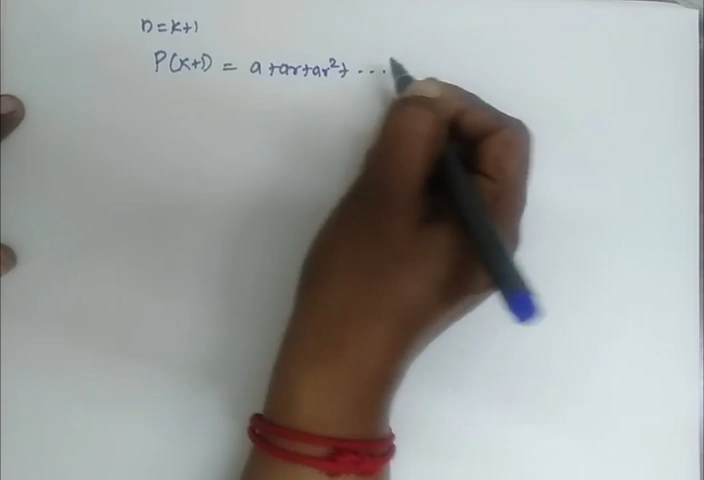 n=k+1
P(k+1) = a+ar+ar²+ ...